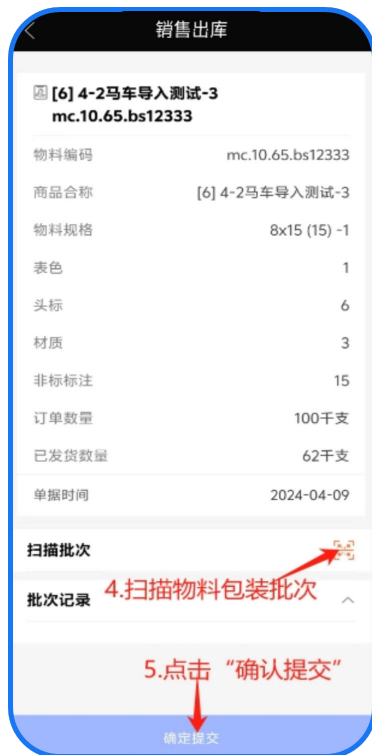 销售出库
[6] 4-2马车导入测试-3
mc.10.65.bs12333
物料编码 mc.10.65.bs12333
商品合称 [6] 4-2马车导入测试-3
物料规格 8x15 (15) -1
表色 1
头标 6
材质 3
非标标注 15
订单数量 100千支
已发货数量 62千支
单据时间 2024-04-09
扫描批次
4.扫描物料包装批次
批次记录
5.点击“确认提交”
确定提交